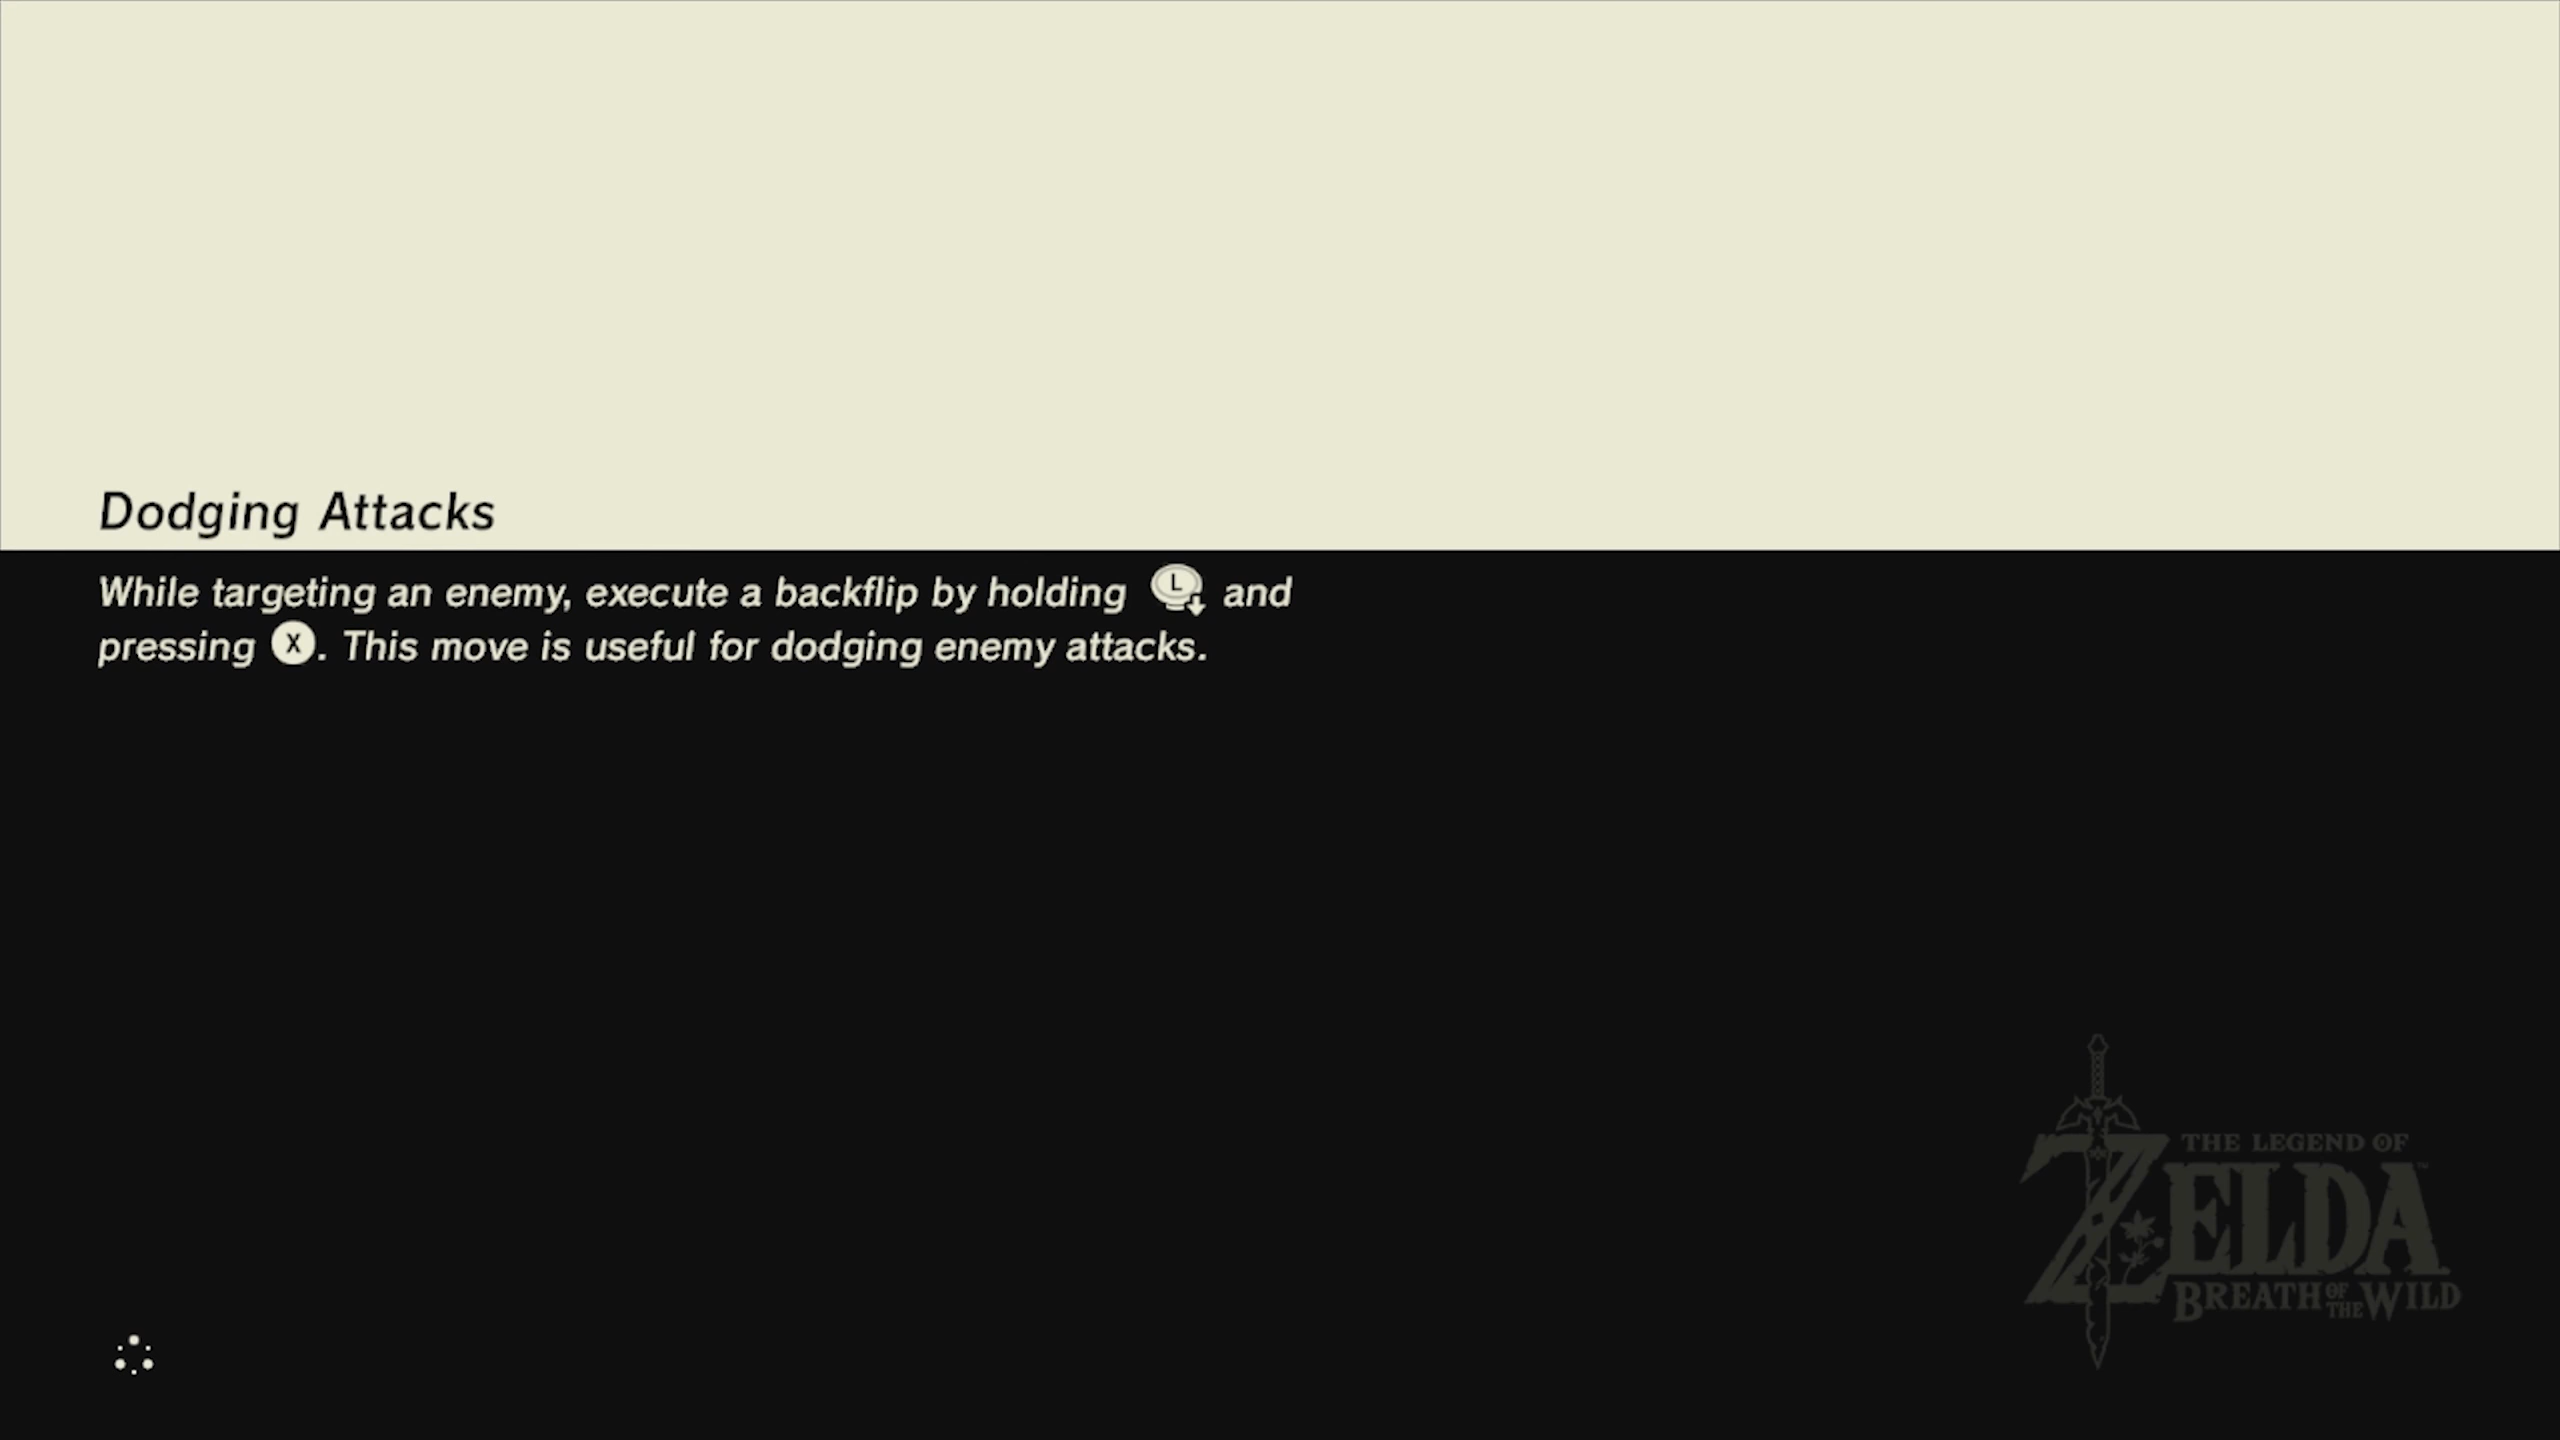 Dodging Attacks
While targeting an enemy, execute a backflip by holding L and
pressing X. This move is useful for dodging enemy attacks.
THE LEGEND OF
ZELDA™
BREATH OF THE WILD